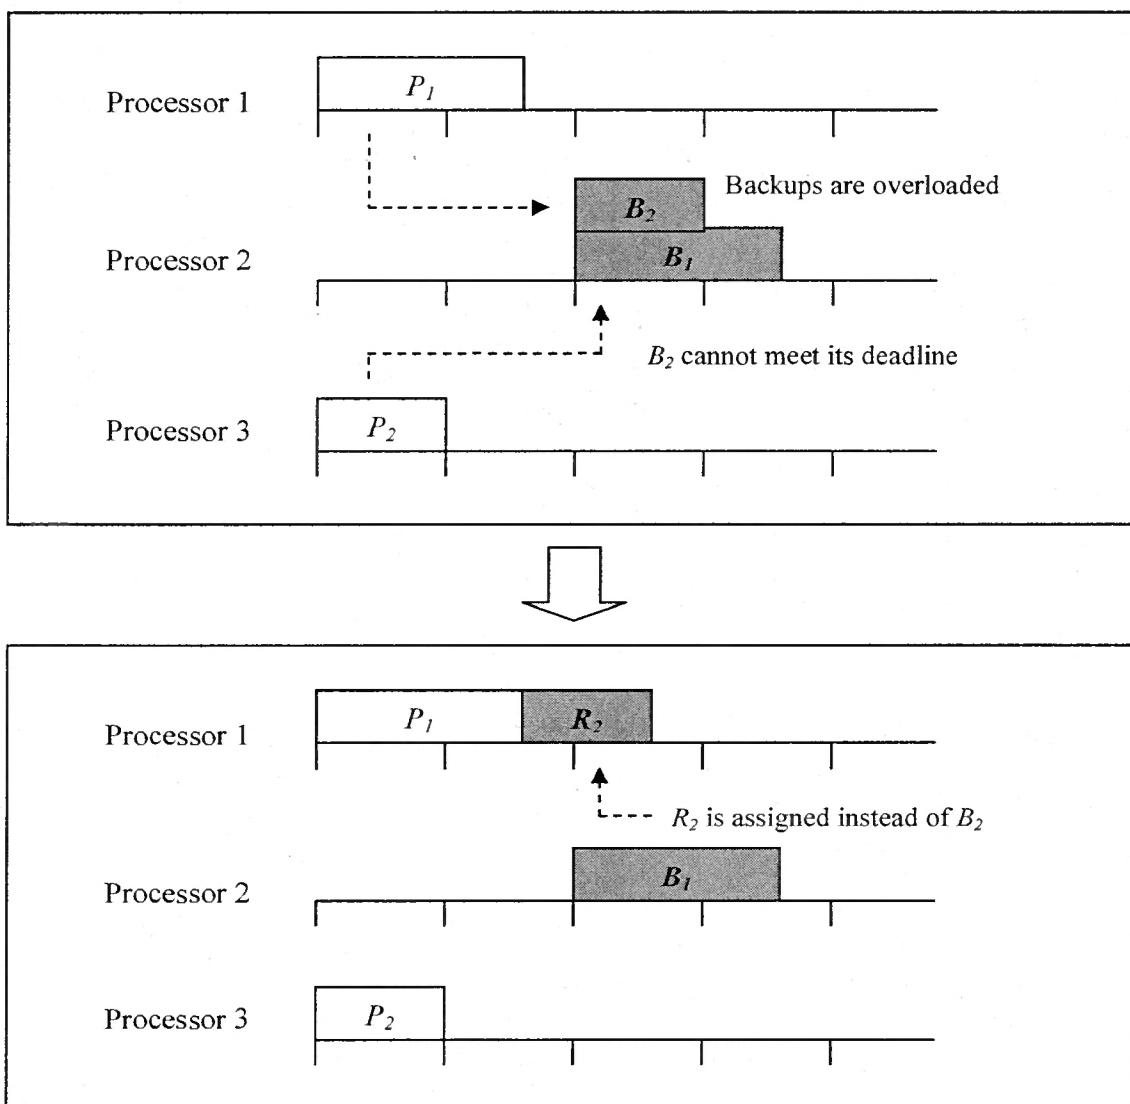 P1
Processor 1
Backups are overloaded
B2
B1
Processor 2
B2 cannot meet its deadline
Processor 3
P2
P1
R2
Processor 1
R2 is assigned instead of B2
B1
Processor 2
P2
Processor 3